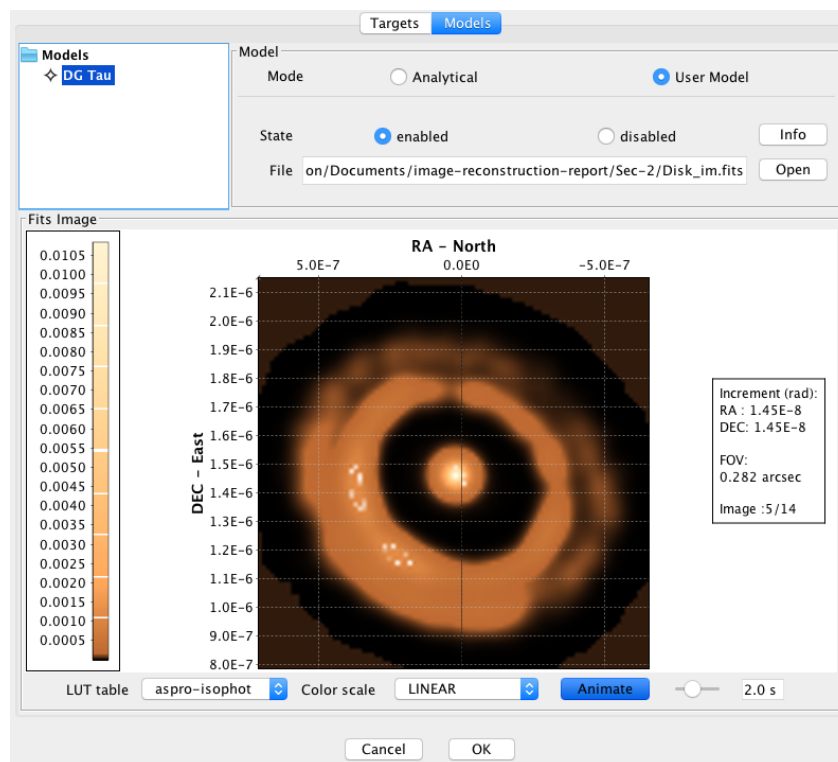 Targets Models
Models
DG Tau
Model
Mode Analytical User Model
State enabled disabled Info
File on/Documents/image-reconstruction-report/Sec-2/Disk_im.fits Open
Fits Image
0.0105
0.0100
0.0095
0.0090
0.0085
0.0080
0.0075
0.0070
0.0065
0.0060
0.0055
0.0050
0.0045
0.0040
0.0035
0.0030
0.0025
0.0020
0.0015
0.0010
0.0005
RA - North
5.0E-7 0.0E0 -5.0E-7
DEC - East
2.1E-6
2.0E-6
1.9E-6
1.8E-6
1.7E-6
1.6E-6
1.5E-6
1.4E-6
1.3E-6
1.2E-6
1.1E-6
1.0E-6
9.0E-7
8.0E-7
Increment (rad):
RA : 1.45E-8
DEC: 1.45E-8
FOV:
0.282 arcsec
Image :5/14
LUT table aspro-isophot Color scale LINEAR Animate 2.0 s
Cancel OK